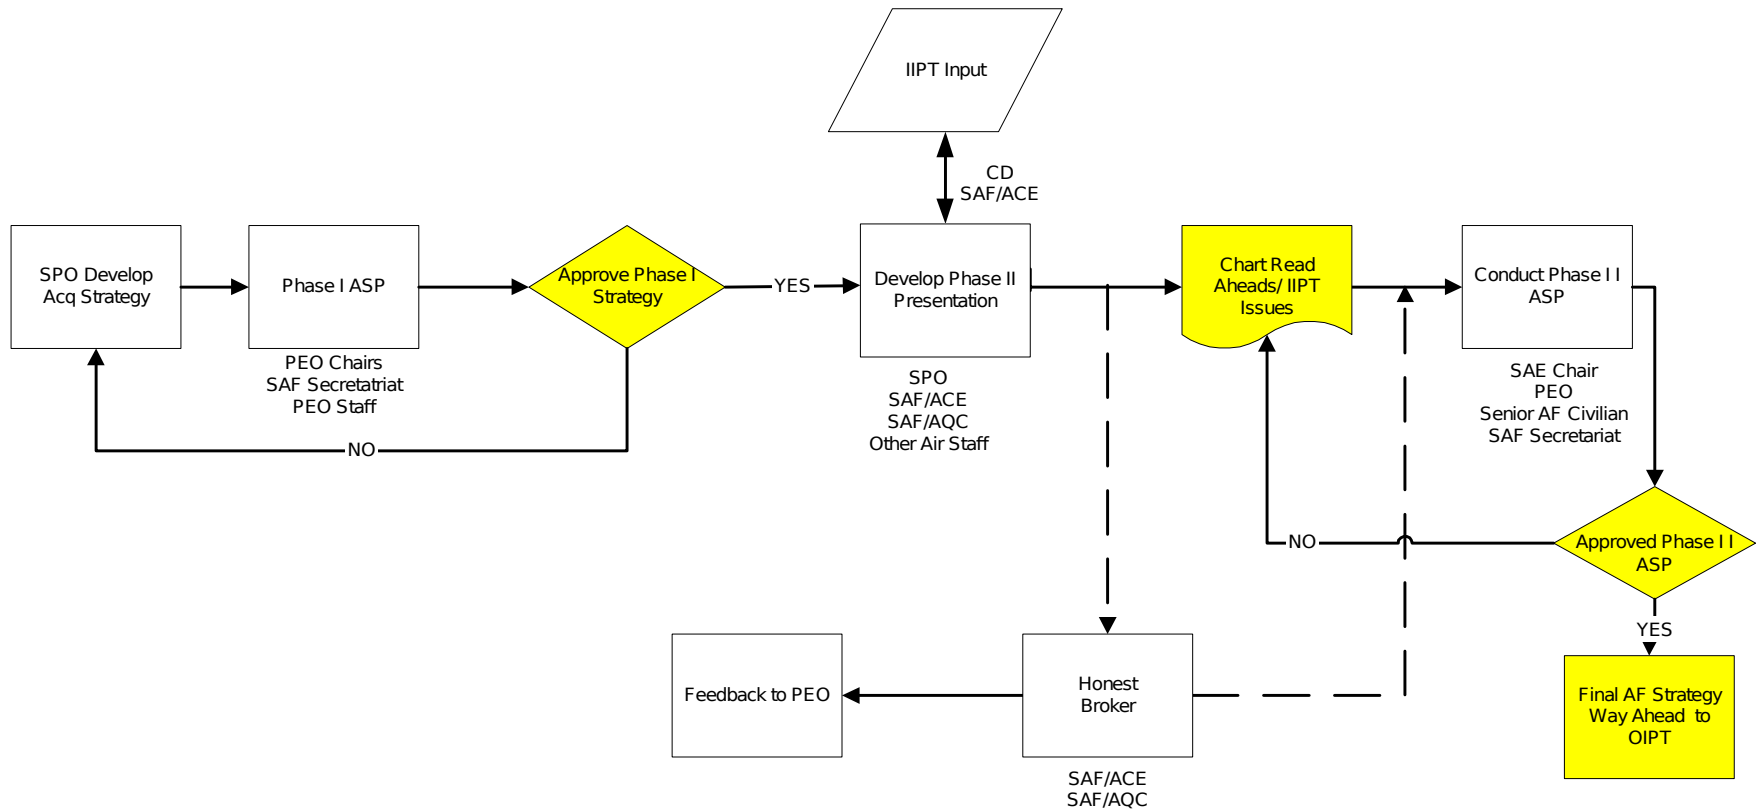 IIPT Input
CD
SAF/ACE
SPO Develop
Acq Strategy
Phase I ASP
PEO Chairs
SAF Secretatriat
PEO Staff
Approve Phase I
Strategy
YES
NO
Develop Phase II
Presentation
SPO
SAF/ACE
SAF/AQC
Other Air Staff
Chart Read
Aheads/ IIPT
Issues
Conduct Phase I I
ASP
SAE Chair
PEO
Senior AF Civilian
SAF Secretariat
NO
Approved Phase I I
ASP
YES
Feedback to PEO
Honest
Broker
SAF/ACE
SAF/AQC
Final AF Strategy
Way Ahead to
OIPT